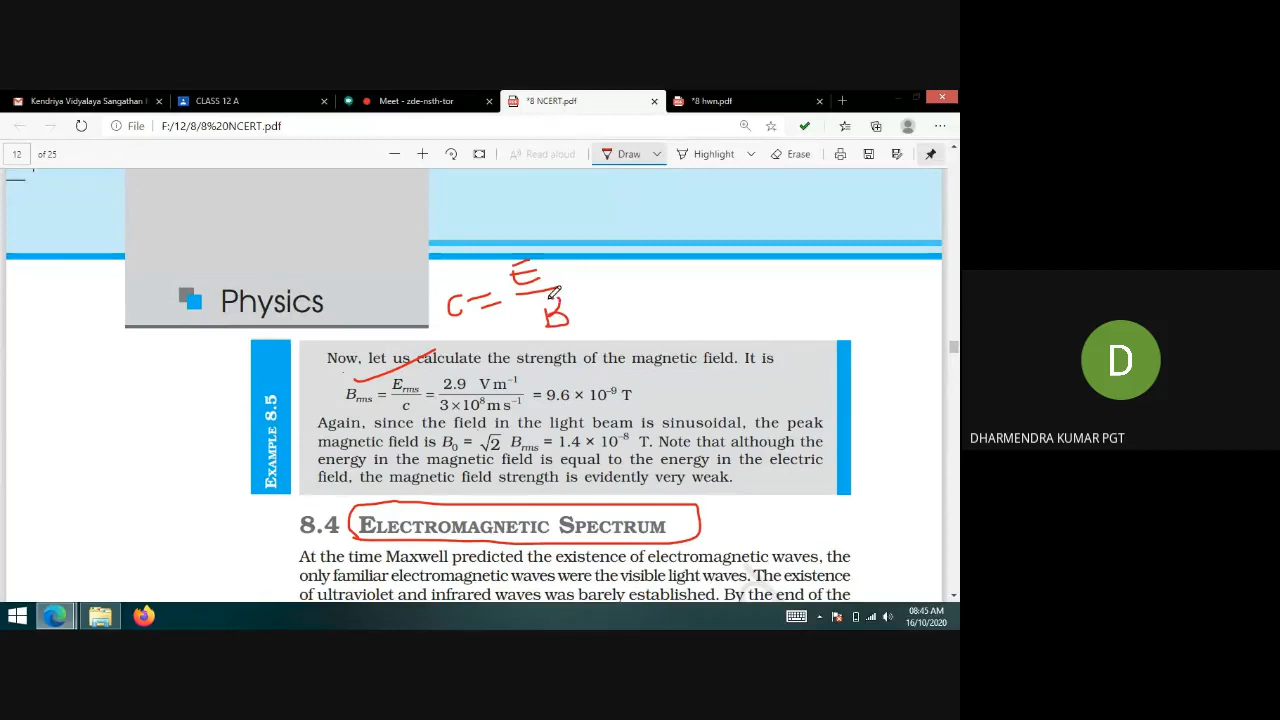 Kendriya Vidyalaya Sangathan
CLASS 12 A
Meet - zde-nsth-tor
*8 NCERT.pdf
*8 hwn.pdf
File F:/12/8/8%20NCERT.pdf
12 of 25
Read aloud
Draw
Highlight
Erase
Physics
c = E/B
EXAMPLE 8.5
Now, let us calculate the strength of the magnetic field. It is
B_rms = E_rms/c = 2.9 V m⁻¹/3×10⁸ m s⁻¹ = 9.6 × 10⁻⁹ T
Again, since the field in the light beam is sinusoidal, the peak
magnetic field is B₀ = √2 B_rms = 1.4 × 10⁻⁸ T. Note that although the
energy in the magnetic field is equal to the energy in the electric
field, the magnetic field strength is evidently very weak.
8.4 ELECTROMAGNETIC SPECTRUM
At the time Maxwell predicted the existence of electromagnetic waves, the
only familiar electromagnetic waves were the visible light waves. The existence
of ultraviolet and infrared waves was barely established. By the end of the
D
DHARMENDRA KUMAR PGT
08:45 AM
16/10/2020